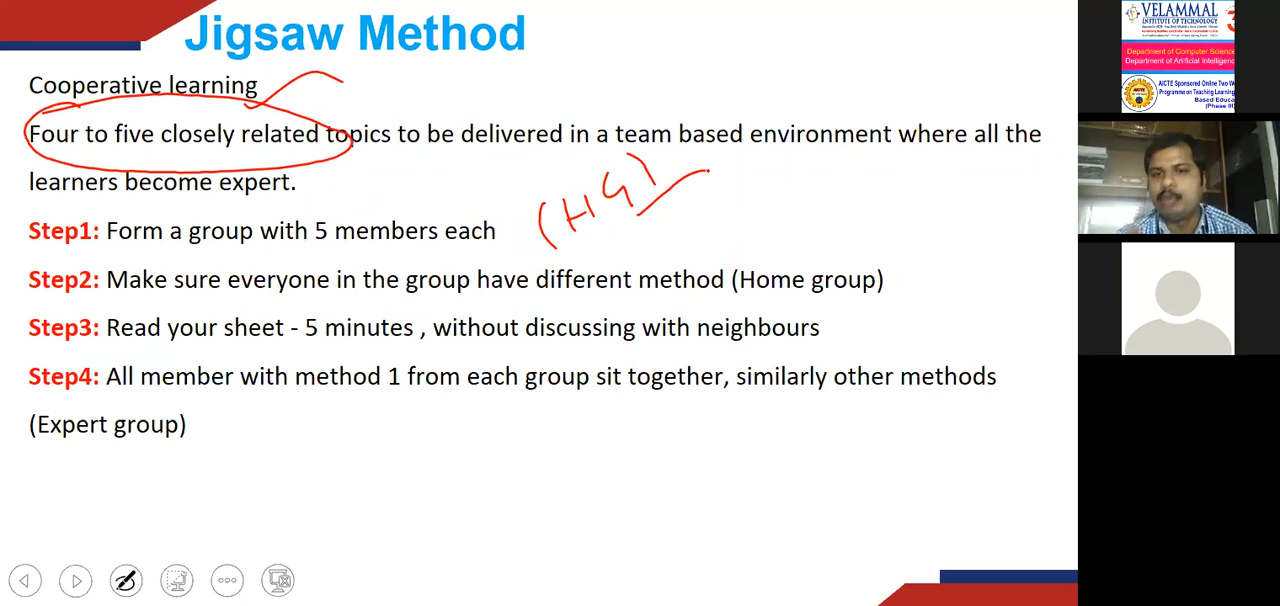 Jigsaw Method
Cooperative learning
Four to five closely related topics to be delivered in a team based environment where all the
learners become expert.
(HG)
Step1: Form a group with 5 members each
Step2: Make sure everyone in the group have different method (Home group)
Step3: Read your sheet - 5 minutes , without discussing with neighbours
Step4: All member with method 1 from each group sit together, similarly other methods
(Expert group)
VELAMMAL
INSTITUTE OF TECHNOLOGY
Department of Computer Science
Department of Artificial Intelligenc
AICTE Sponsored Online Two W
Programme on Teaching Learning
Based Educa
(Phase III)